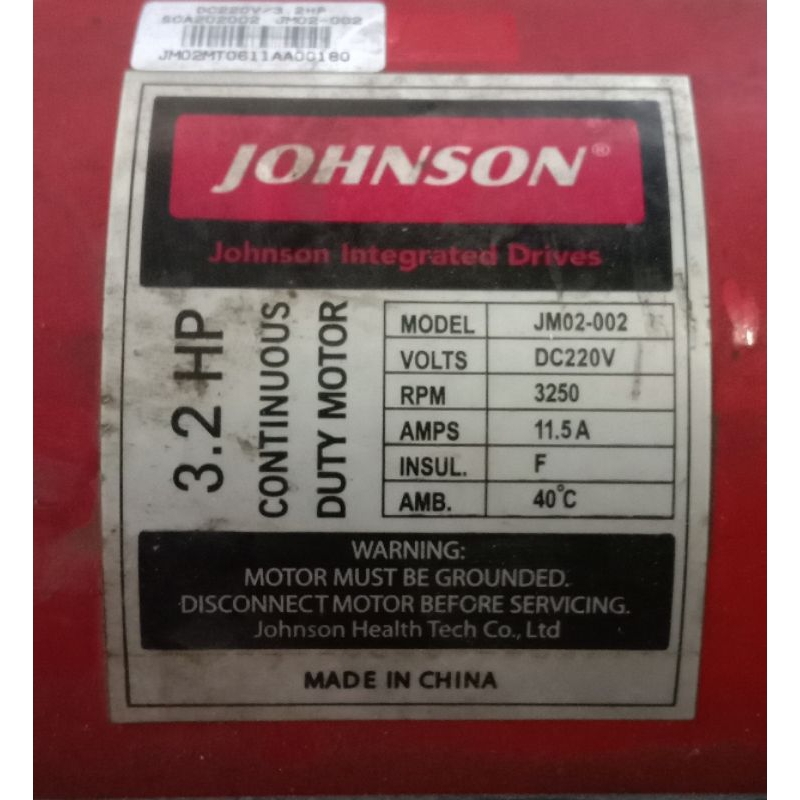 DC220V/3.2HP
SCA202002 JM02-002
JM02MT0611AA00180
JOHNSON®
Johnson Integrated Drives
3.2 HP
CONTINUOUS
DUTY MOTOR
MODEL JM02-002
VOLTS DC220V
RPM 3250
AMPS 11.5 A
INSUL. F
AMB. 40°C
WARNING:
MOTOR MUST BE GROUNDED.
DISCONNECT MOTOR BEFORE SERVICING.
Johnson Health Tech Co., Ltd
MADE IN CHINA